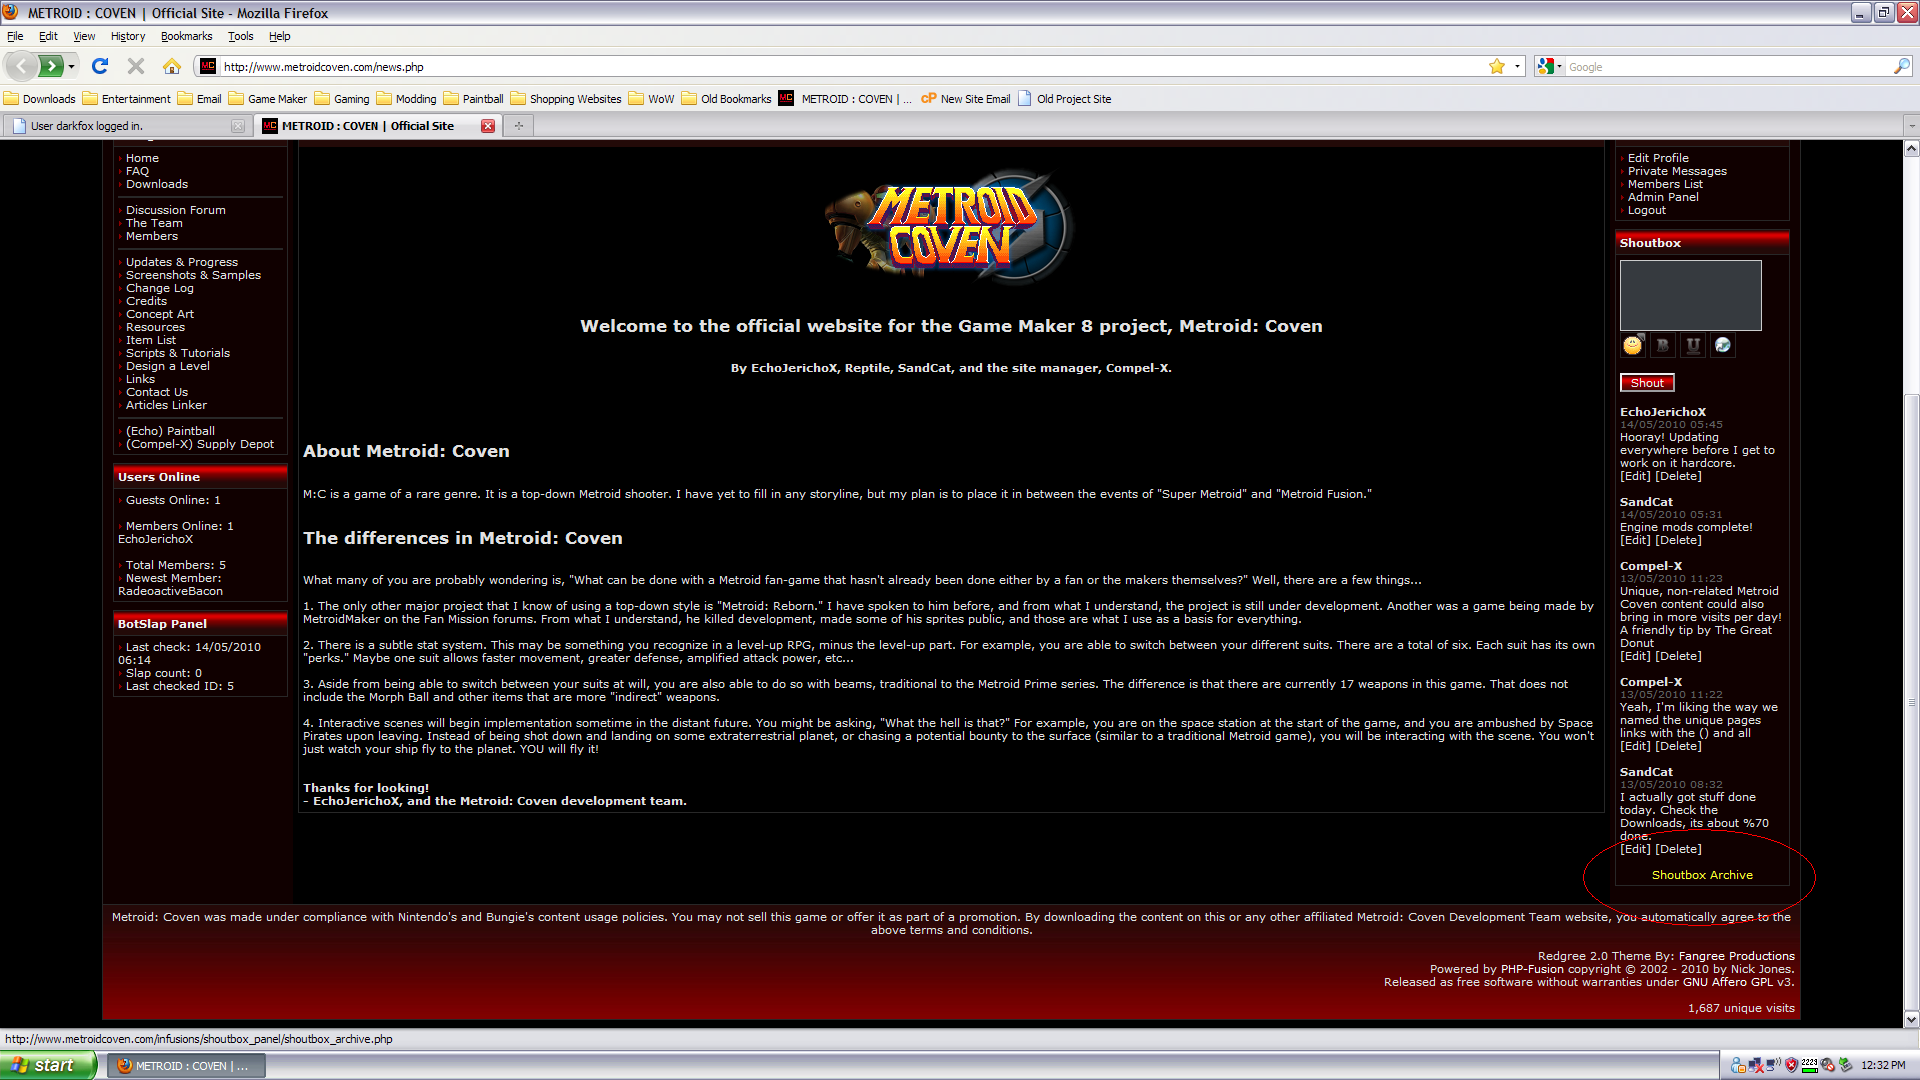 METROID : COVEN | Official Site - Mozilla Firefox
File Edit View History Bookmarks Tools Help
http://www.metroidcoven.com/news.php
Google
Downloads Entertainment Email Game Maker Gaming Modding Paintball Shopping Websites WoW Old Bookmarks METROID : COVEN | ... New Site Email Old Project Site
User darkfox logged in.
METROID : COVEN | Official Site
Home
FAQ
Downloads
Discussion Forum
The Team
Members
Updates & Progress
Screenshots & Samples
Change Log
Credits
Concept Art
Resources
Item List
Scripts & Tutorials
Design a Level
Links
Contact Us
Articles Linker
(Echo) Paintball
(Compel-X) Supply Depot
Users Online
Guests Online: 1
Members Online: 1
EchoJerichoX
Total Members: 5
Newest Member:
RadeoactiveBacon
BotSlap Panel
Last check: 14/05/2010
06:14
Slap count: 0
Last checked ID: 5
METROID
COVEN
Welcome to the official website for the Game Maker 8 project, Metroid: Coven
By EchoJerichoX, Reptile, SandCat, and the site manager, Compel-X.
About Metroid: Coven
M:C is a game of a rare genre. It is a top-down Metroid shooter. I have yet to fill in any storyline, but my plan is to place it in between the events of "Super Metroid" and "Metroid Fusion."
The differences in Metroid: Coven
What many of you are probably wondering is, "What can be done with a Metroid fan-game that hasn't already been done either by a fan or the makers themselves?" Well, there are a few things...
1. The only other major project that I know of using a top-down style is "Metroid: Reborn." I have spoken to him before, and from what I understand, the project is still under development. Another was a game being made by
MetroidMaker on the Fan Mission forums. From what I understand, he killed development, made some of his sprites public, and those are what I use as a basis for everything.
2. There is a subtle stat system. This may be something you recognize in a level-up RPG, minus the level-up part. For example, you are able to switch between your different suits. There are a total of six. Each suit has its own
"perks." Maybe one suit allows faster movement, greater defense, amplified attack power, etc...
3. Aside from being able to switch between your suits at will, you are also able to do so with beams, traditional to the Metroid Prime series. The difference is that there are currently 17 weapons in this game. That does not
include the Morph Ball and other items that are more "indirect" weapons.
4. Interactive scenes will begin implementation sometime in the distant future. You might be asking, "What the hell is that?" For example, you are on the space station at the start of the game, and you are ambushed by Space
Pirates upon leaving. Instead of being shot down and landing on some extraterrestrial planet, or chasing a potential bounty to the surface (similar to a traditional Metroid game), you will be interacting with the scene. You won't
just watch your ship fly to the planet. YOU will fly it!
Thanks for looking!
- EchoJerichoX, and the Metroid: Coven development team.
Edit Profile
Private Messages
Members List
Admin Panel
Logout
Shoutbox
B U
Shout
EchoJerichoX
14/05/2010 05:45
Hooray! Updating
everywhere before I get to
work on it hardcore.
[Edit] [Delete]
SandCat
14/05/2010 05:31
Engine mods complete!
[Edit] [Delete]
Compel-X
13/05/2010 11:23
Unique, non-related Metroid
Coven content could also
bring in more visits per day!
A friendly tip by The Great
Donut
[Edit] [Delete]
Compel-X
13/05/2010 11:22
Yeah, I'm liking the way we
named the unique pages
links with the () and all
[Edit] [Delete]
SandCat
13/05/2010 08:32
I actually got stuff done
today. Check the
Downloads, its about %70
done.
[Edit] [Delete]
Shoutbox Archive
Metroid: Coven was made under compliance with Nintendo's and Bungie's content usage policies. You may not sell this game or offer it as part of a promotion. By downloading the content on this or any other affiliated Metroid: Coven Development Team website, you automatically agree to the
above terms and conditions.
Redgree 2.0 Theme By: Fangree Productions
Powered by PHP-Fusion copyright © 2002 - 2010 by Nick Jones.
Released as free software without warranties under GNU Affero GPL v3.
1,687 unique visits
http://www.metroidcoven.com/infusions/shoutbox_panel/shoutbox_archive.php
start
METROID : COVEN | ...
2223
12:32 PM